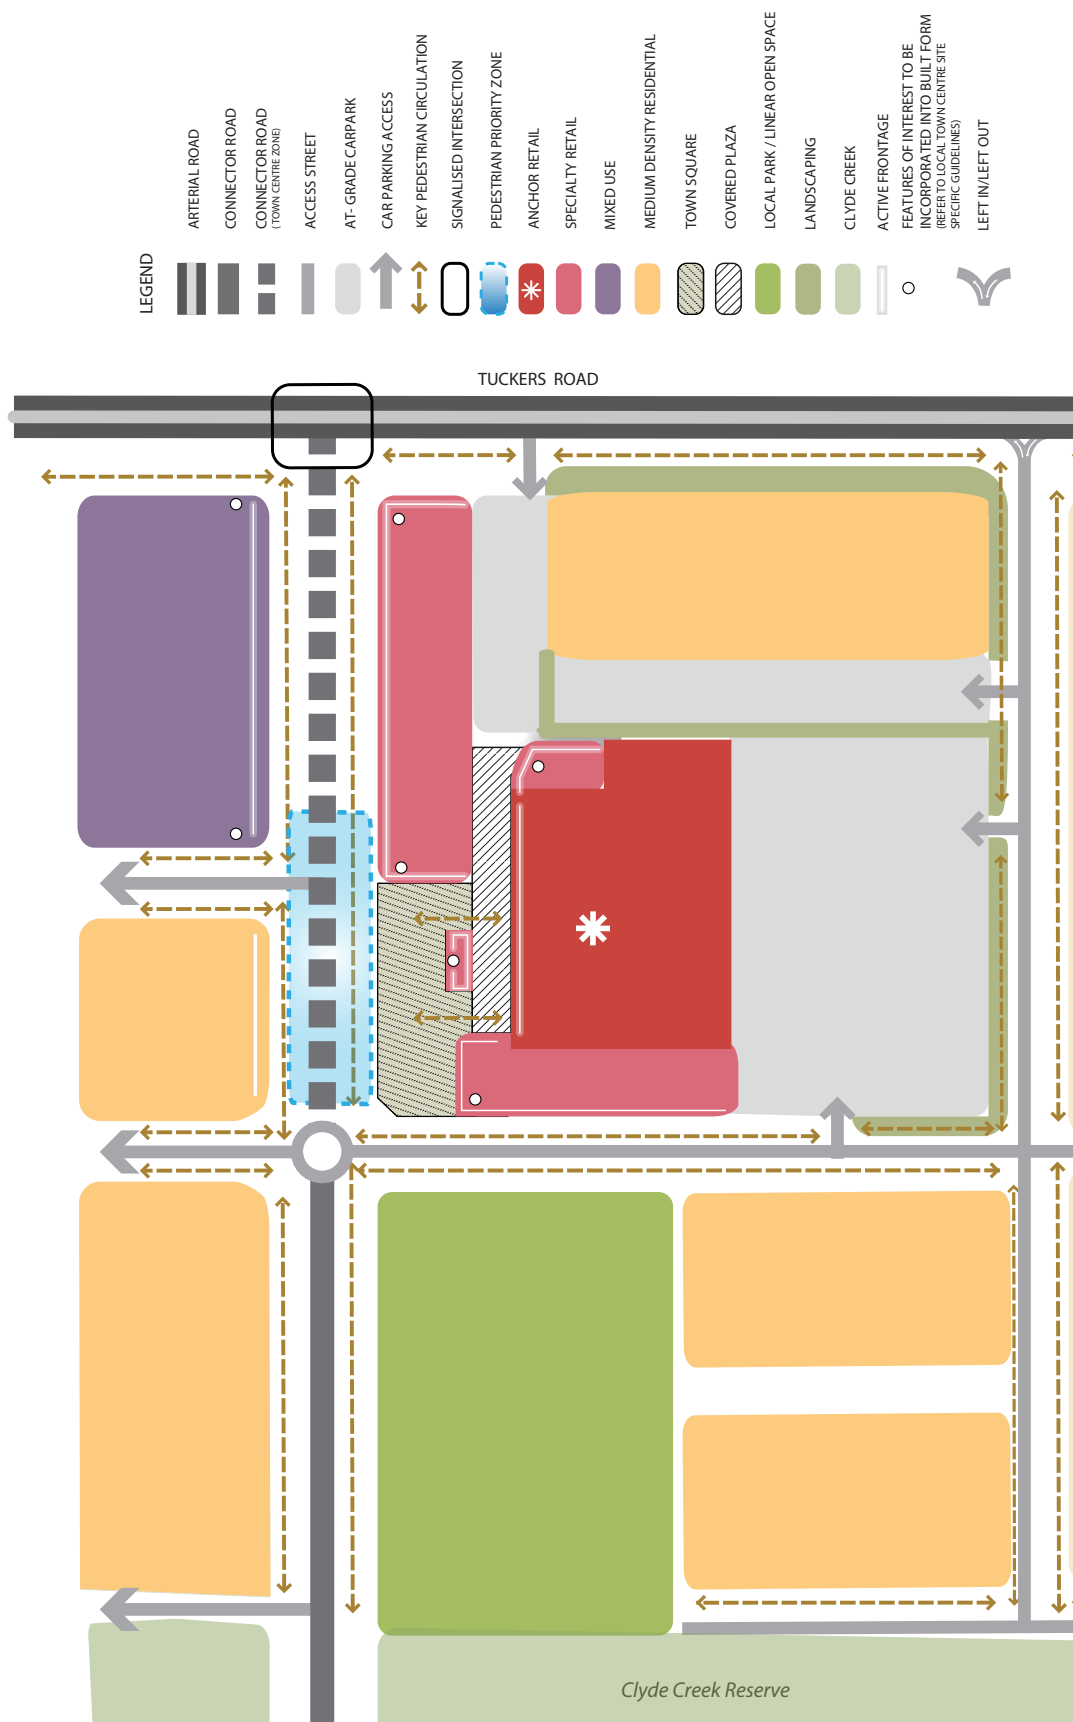 LEGEND
ARTERIAL ROAD
CONNECTOR ROAD
CONNECTOR ROAD
(TOWN CENTRE ZONE)
ACCESS STREET
AT- GRADE CARPARK
CAR PARKING ACCESS
KEY PEDESTRIAN CIRCULATION
SIGNALISED INTERSECTION
PEDESTRIAN PRIORITY ZONE
ANCHOR RETAIL
SPECIALTY RETAIL
MIXED USE
MEDIUM DENSITY RESIDENTIAL
TOWN SQUARE
COVERED PLAZA
LOCAL PARK / LINEAR OPEN SPACE
LANDSCAPING
CLYDE CREEK
ACTIVE FRONTAGE
FEATURES OF INTEREST TO BE
INCORPORATED INTO BUILT FORM
(REFER TO LOCAL TOWN CENTRE SITE
SPECIFIC GUIDELINES)
LEFT IN/LEFT OUT
TUCKERS ROAD
Clyde Creek Reserve